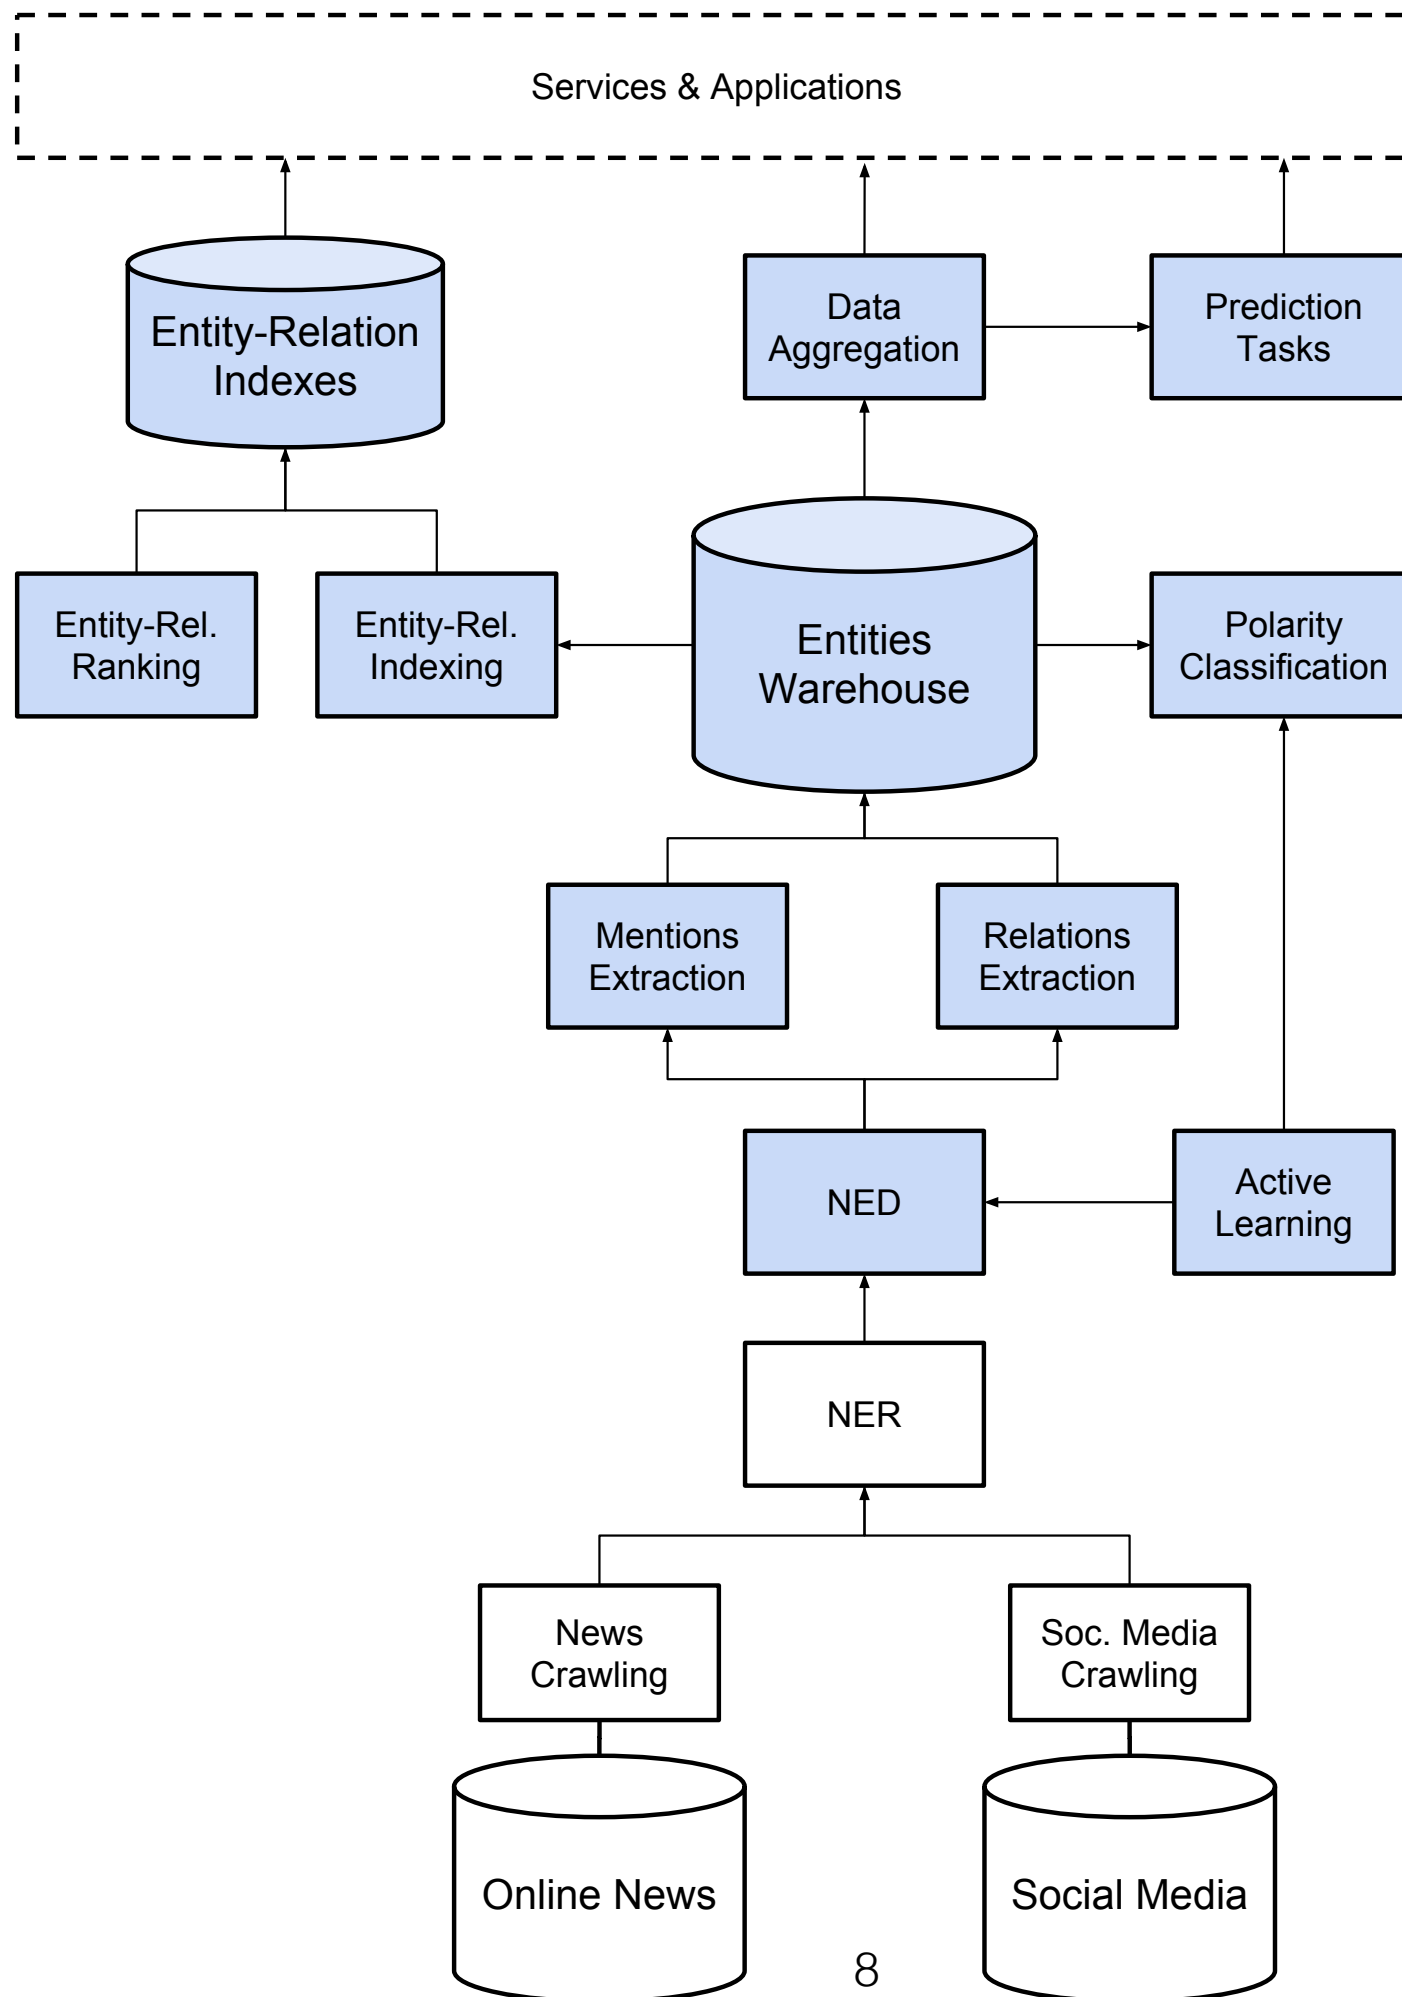 Services & Applications
Entity-Relation
Indexes
Data
Aggregation
Prediction
Tasks
Entity-Rel.
Ranking
Entity-Rel.
Indexing
Entities
Warehouse
Polarity
Classification
Mentions
Extraction
Relations
Extraction
NED
Active
Learning
NER
News
Crawling
Soc. Media
Crawling
Online News
Social Media
8